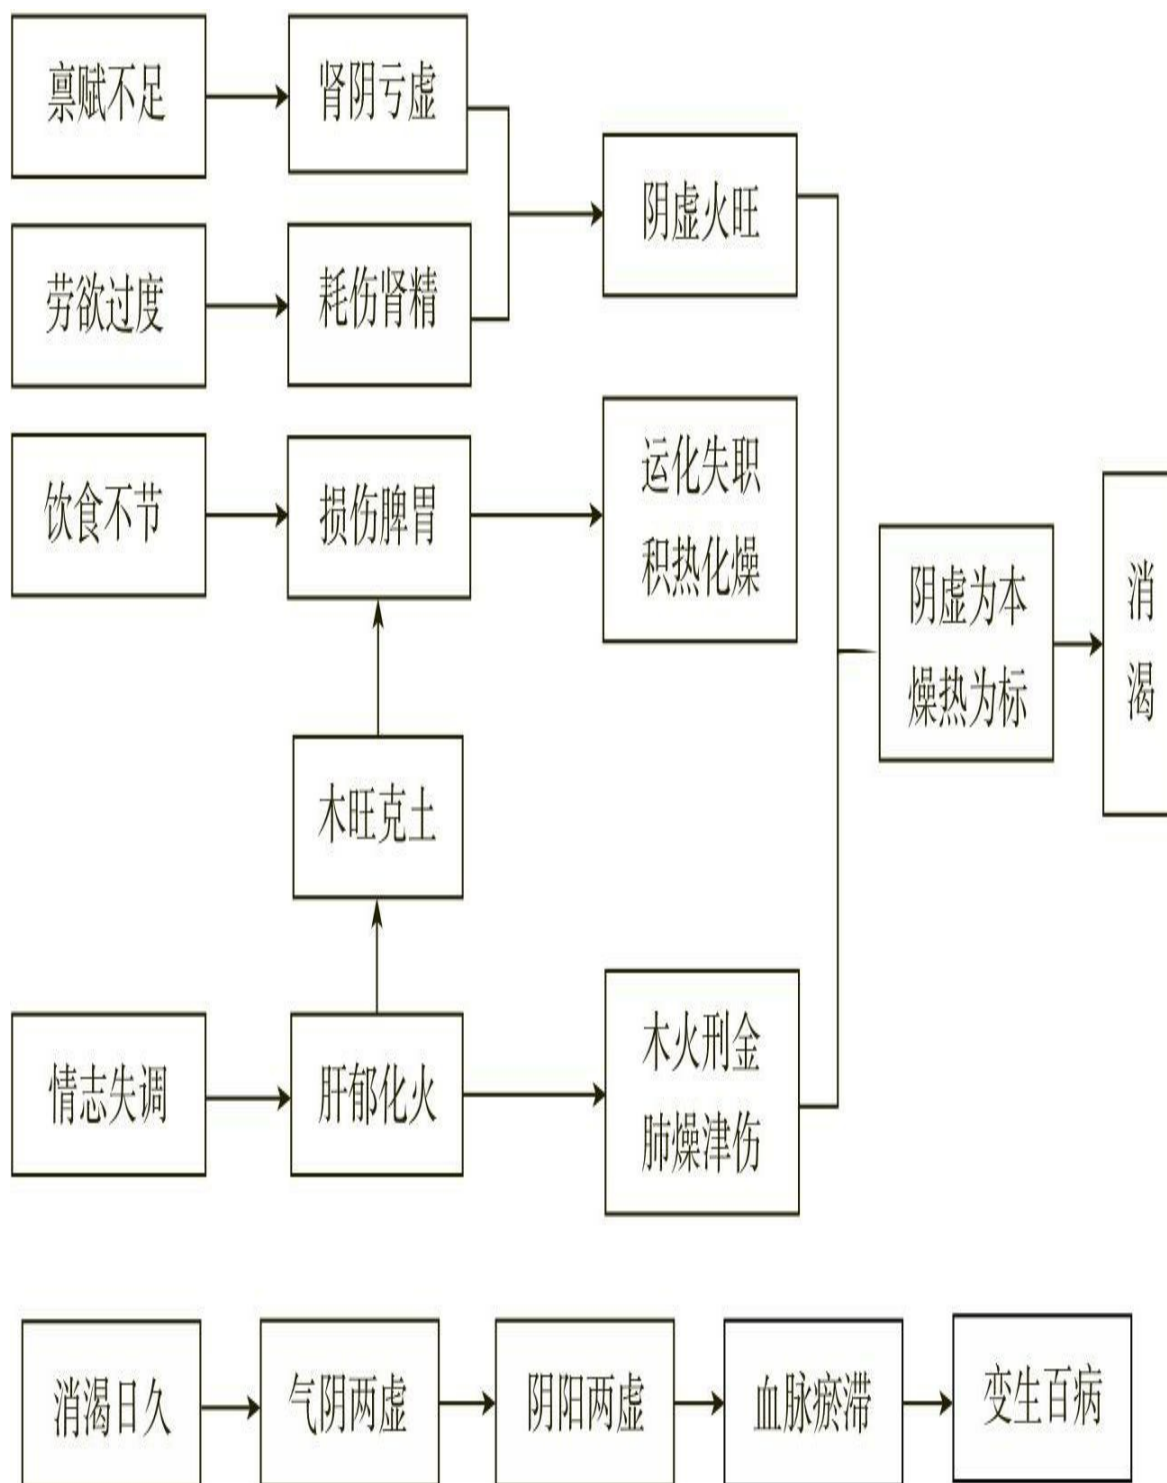 禀赋不足
肾阴亏虚
阴虚火旺
劳欲过度
耗伤肾精
饮食不节
损伤脾胃
运化失职
积热化燥
阴虚为本
燥热为标
消
渴
木旺克土
情志失调
肝郁化火
木火刑金
肺燥津伤
消渴日久
气阴两虚
阴阳两虚
血脉瘀滞
变生百病